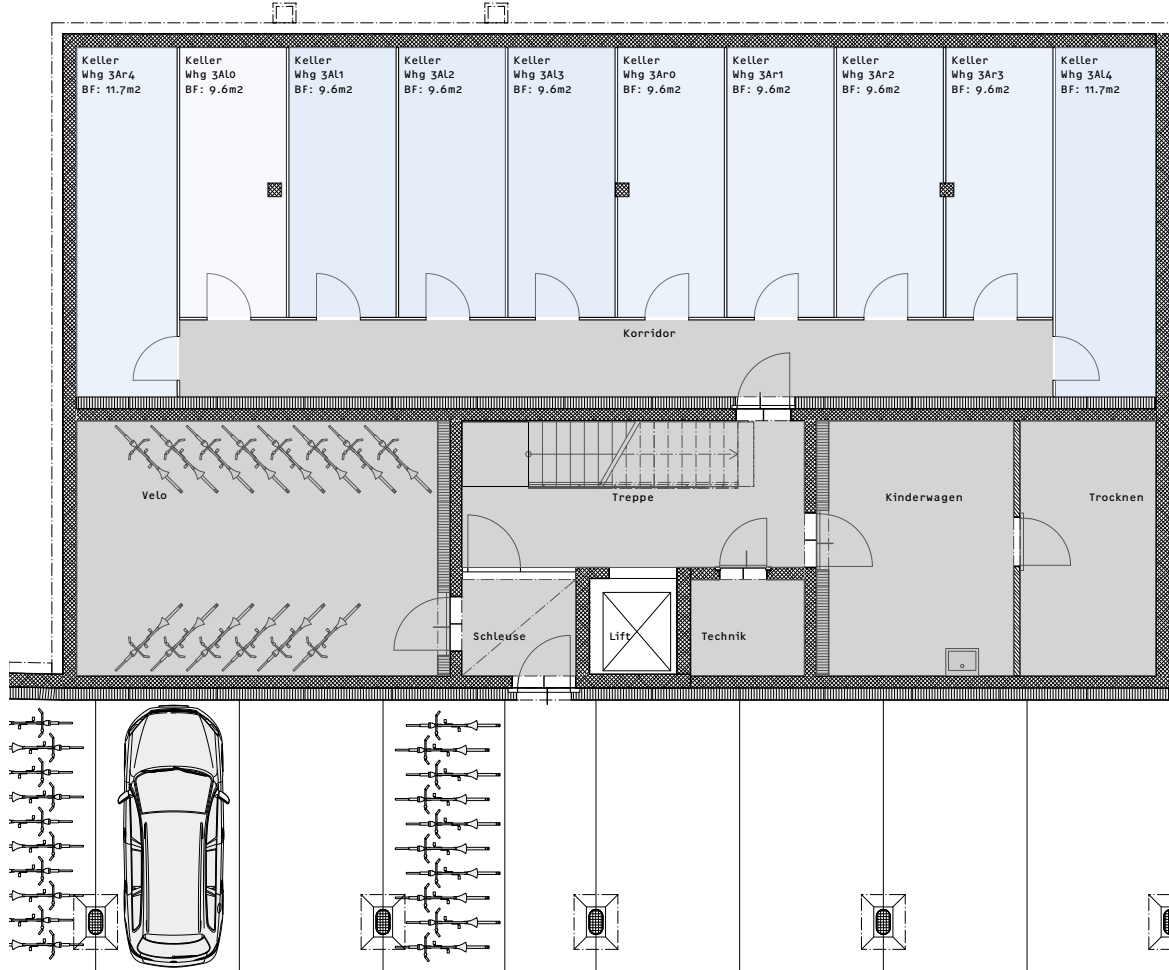 Keller
Whg 3Ar4
BF: 11.7m2
Keller
Whg 3Al0
BF: 9.6m2
Keller
Whg 3Al1
BF: 9.6m2
Keller
Whg 3Al2
BF: 9.6m2
Keller
Whg 3Al3
BF: 9.6m2
Keller
Whg 3Ar0
BF: 9.6m2
Keller
Whg 3Ar1
BF: 9.6m2
Keller
Whg 3Ar2
BF: 9.6m2
Keller
Whg 3Ar3
BF: 9.6m2
Keller
Whg 3Al4
BF: 11.7m2
Korridor
Velo
Treppe
Kinderwagen
Trocknen
Schleuse
Lift
Technik